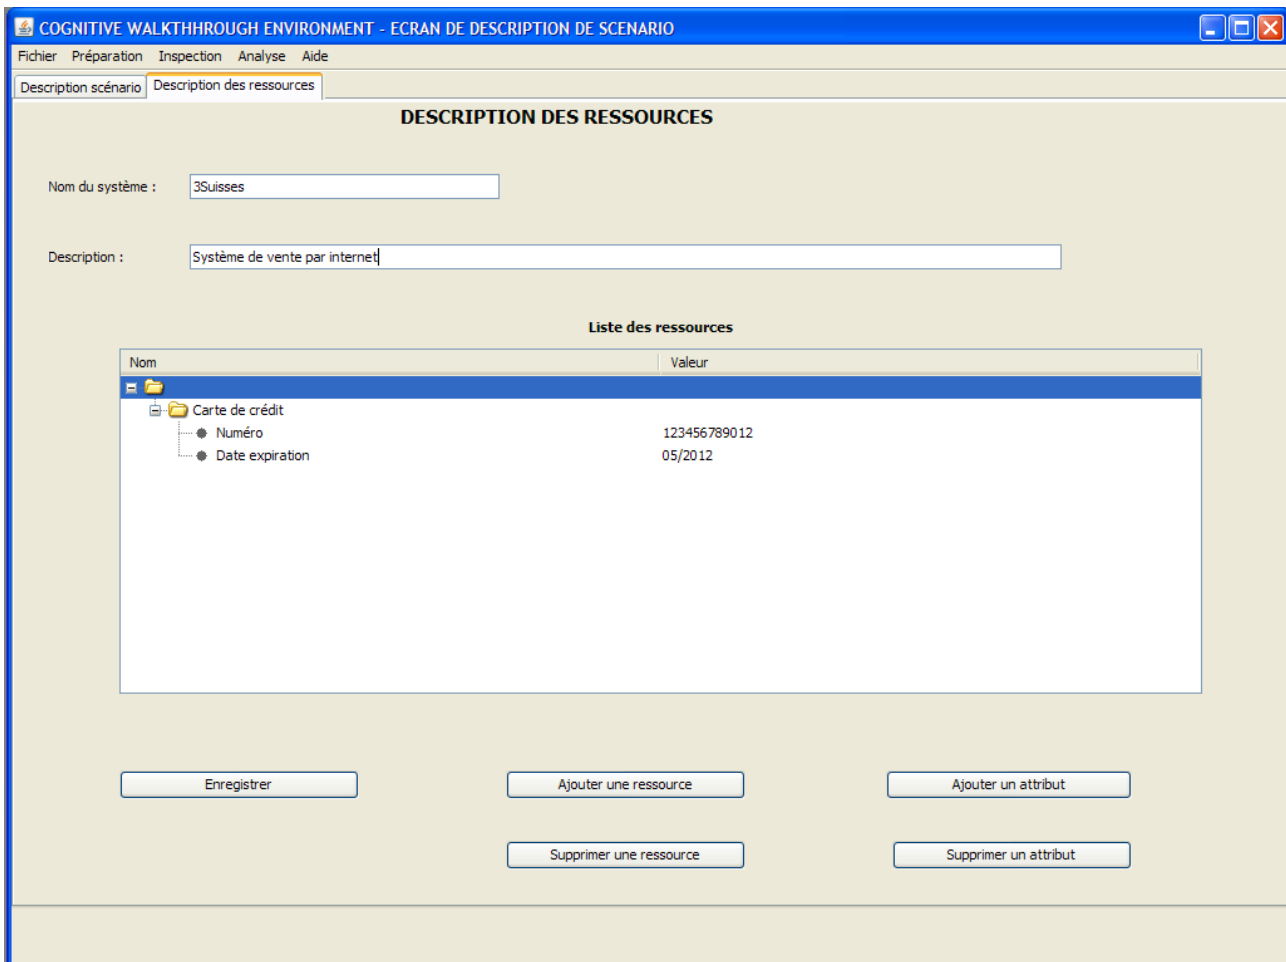 COGNITIVE WALKTHHROUGH ENVIRONMENT - ECRAN DE DESCRIPTION DE SCENARIO
Fichier Préparation Inspection Analyse Aide
Description scénario Description des ressources
DESCRIPTION DES RESSOURCES
Nom du système : 3Suisses
Description : Système de vente par internet
Liste des ressources
Nom Valeur
Carte de crédit
Numéro 123456789012
Date expiration 05/2012
Enregistrer Ajouter une ressource Ajouter un attribut
Supprimer une ressource Supprimer un attribut